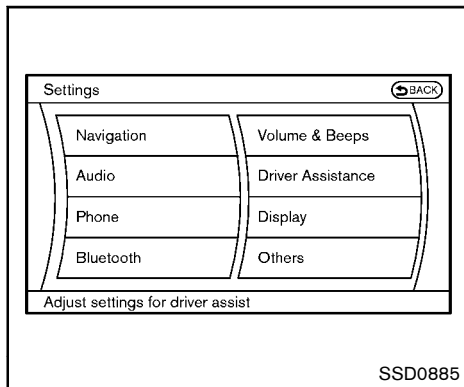 Settings BACK
Navigation Volume & Beeps
Audio Driver Assistance
Phone Display
Bluetooth Others
Adjust settings for driver assist
SSD0885